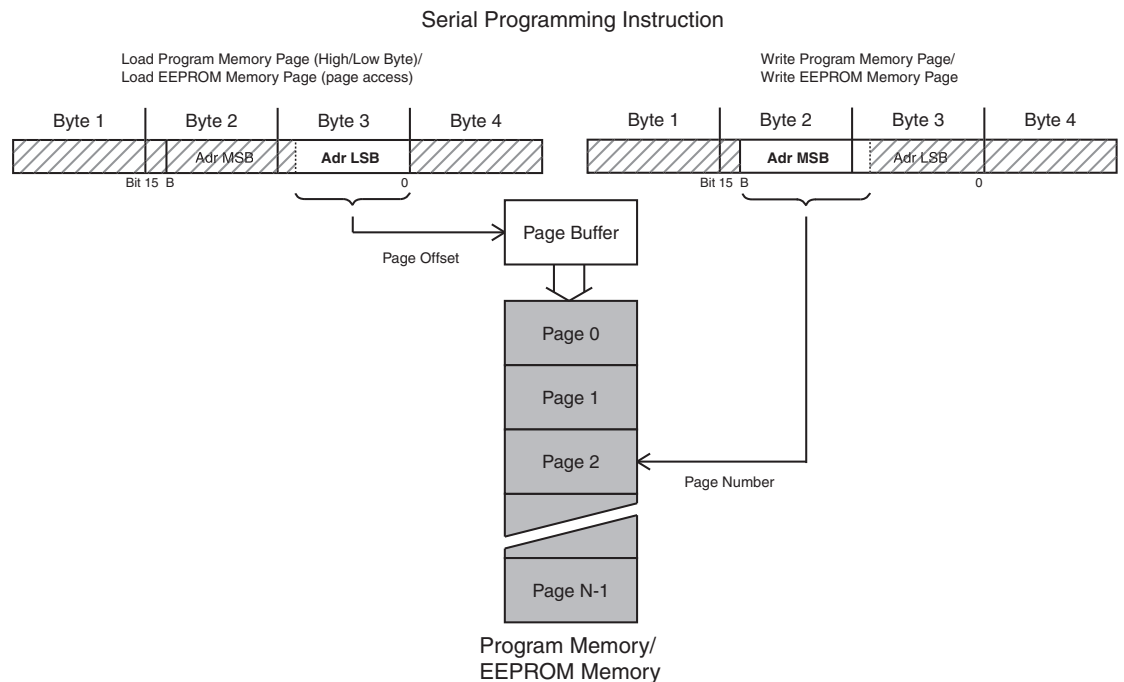 Serial Programming Instruction
Load Program Memory Page (High/Low Byte)/
Load EEPROM Memory Page (page access)
Write Program Memory Page/
Write EEPROM Memory Page
Byte 1 Byte 2 Byte 3 Byte 4
Byte 1 Byte 2 Byte 3 Byte 4
Adr MSB Adr LSB
Adr MSB Adr LSB
Bit 15 B 0
Bit 15 B 0
Page Buffer
Page Offset
Page 0
Page 1
Page 2
Page Number
Page N-1
Program Memory/
EEPROM Memory